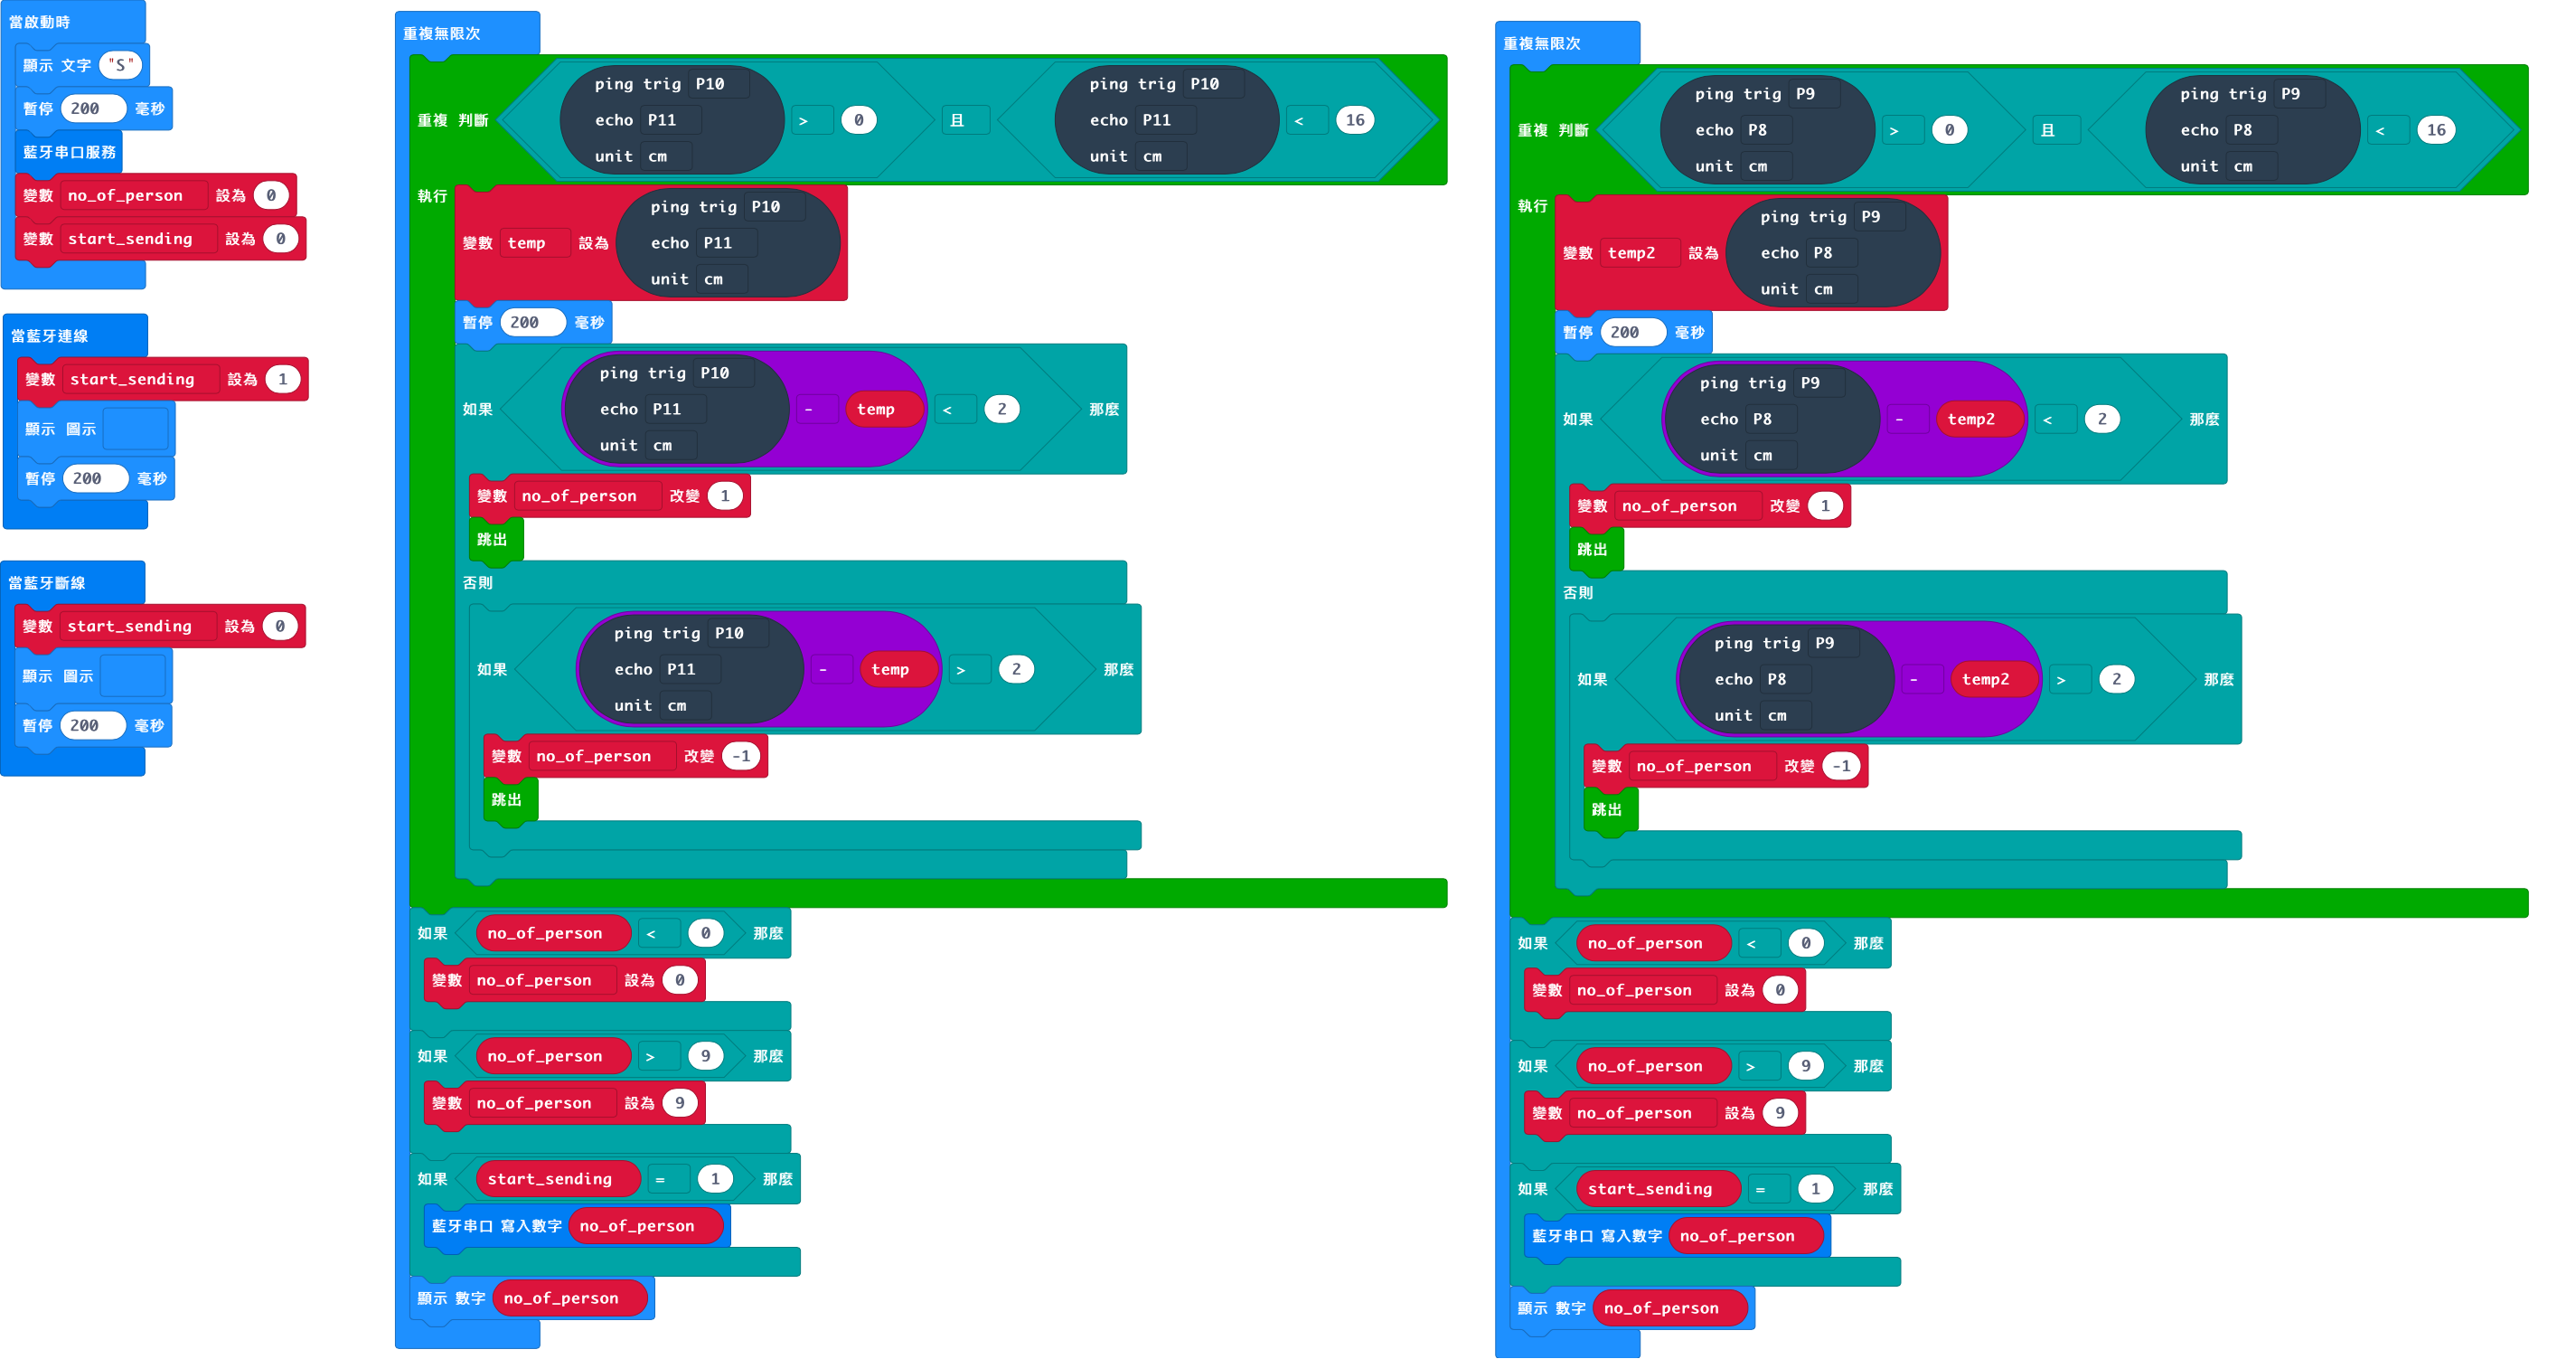 當啟動時
顯示 文字 "S"
暫停 200 毫秒
藍牙串口服務
變數 no_of_person 設為 0
變數 start_sending 設為 0
當藍牙連線
變數 start_sending 設為 1
顯示 圖示
暫停 200 毫秒
當藍牙斷線
變數 start_sending 設為 0
顯示 圖示
暫停 200 毫秒
重複無限次
重複 判斷
ping trig P10
echo P11
unit cm
> 0
且
ping trig P10
echo P11
unit cm
< 16
執行
變數 temp 設為
ping trig P10
echo P11
unit cm
暫停 200 毫秒
如果
ping trig P10
echo P11
unit cm
- temp < 2 那麼
變數 no_of_person 改變 1
跳出
否則
如果
ping trig P10
echo P11
unit cm
- temp > 2 那麼
變數 no_of_person 改變 -1
跳出
如果 no_of_person < 0 那麼
變數 no_of_person 設為 0
如果 no_of_person > 9 那麼
變數 no_of_person 設為 9
如果 start_sending = 1 那麼
藍牙串口 寫入數字 no_of_person
顯示 數字 no_of_person
重複無限次
重複 判斷
ping trig P9
echo P8
unit cm
> 0
且
ping trig P9
echo P8
unit cm
< 16
執行
變數 temp2 設為
ping trig P9
echo P8
unit cm
暫停 200 毫秒
如果
ping trig P9
echo P8
unit cm
- temp2 < 2 那麼
變數 no_of_person 改變 1
跳出
否則
如果
ping trig P9
echo P8
unit cm
- temp2 > 2 那麼
變數 no_of_person 改變 -1
跳出
如果 no_of_person < 0 那麼
變數 no_of_person 設為 0
如果 no_of_person > 9 那麼
變數 no_of_person 設為 9
如果 start_sending = 1 那麼
藍牙串口 寫入數字 no_of_person
顯示 數字 no_of_person